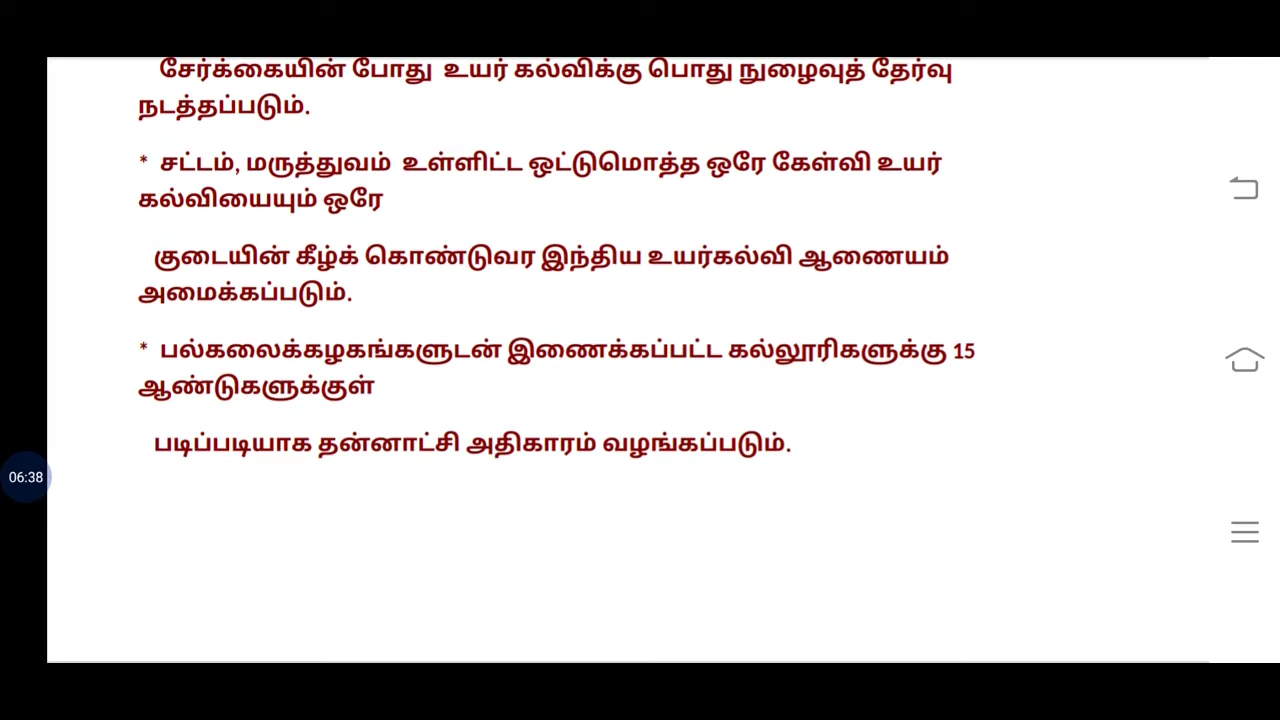 சேர்க்கையின் போது உயர் கல்விக்கு பொது நுழைவுத் தேர்வு
நடத்தப்படும்.
* சட்டம், மருத்துவம் உள்ளிட்ட ஒட்டுமொத்த ஒரே கேள்வி உயர்
கல்வியையும் ஒரே
குடையின் கீழ்க் கொண்டுவர இந்திய உயர்கல்வி ஆணையம்
அமைக்கப்படும்.
* பல்கலைக்கழகங்களுடன் இணைக்கப்பட்ட கல்லூரிகளுக்கு 15
ஆண்டுகளுக்குள்
06:38
படிப்படியாக தன்னாட்சி அதிகாரம் வழங்கப்படும்.